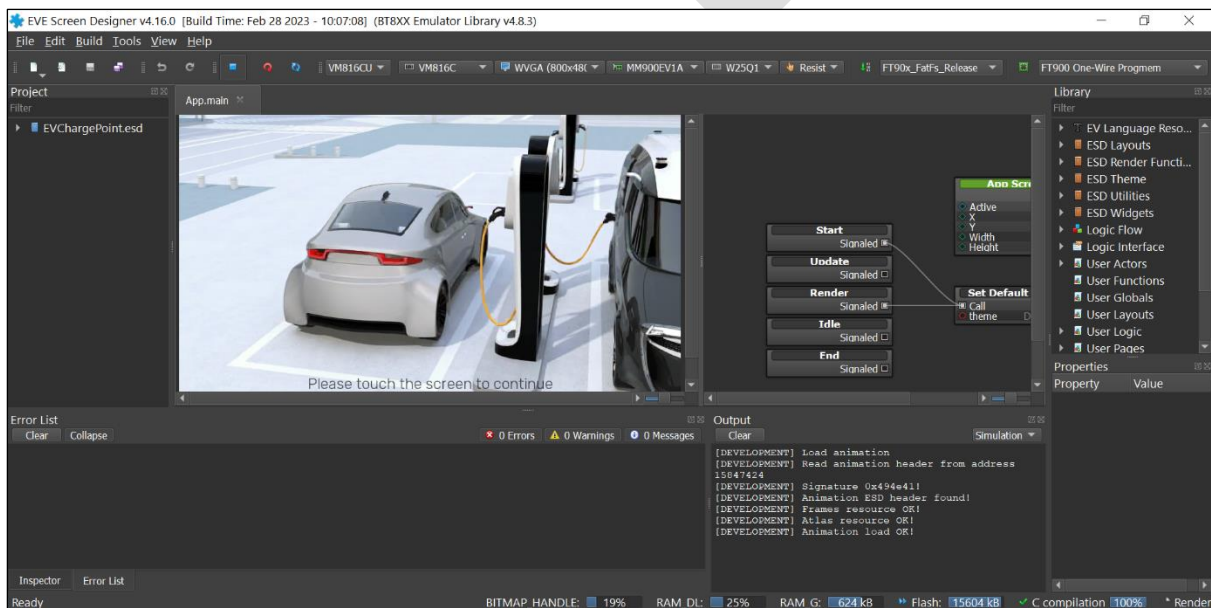 EVE Screen Designer v4.16.0 [Build Time: Feb 28 2023 - 10:07:08] (BT8XX Emulator Library v4.8.3)
File Edit Build Tools View Help
VM816CU VM816C WVGA (800x48( MM900EV1A W25Q1 Resist FT90x_FatFs_Release FT900 One-Wire Progmem
Project
Filter
EVChargePoint.esd
App.main
Please touch the screen to continue
Start
Signaled
Update
Signaled
Render
Signaled
Idle
Signaled
End
Signaled
App Scre
Active
X
Y
Width
Height
Set Default
Call
theme D
Library
Filter
EV Language Reso...
ESD Layouts
ESD Render Functi...
ESD Theme
ESD Utilities
ESD Widgets
Logic Flow
Logic Interface
User Actors
User Functions
User Globals
User Layouts
User Logic
User Pages
Properties
Property Value
Error List
Clear Collapse 0 Errors 0 Warnings 0 Messages
Output
Clear Simulation
[DEVELOPMENT] Load animation
[DEVELOPMENT] Read animation header from address
15847424
[DEVELOPMENT] Signature 0x494e41!
[DEVELOPMENT] Animation ESD header found!
[DEVELOPMENT] Frames resource OK!
[DEVELOPMENT] Atlas resource OK!
[DEVELOPMENT] Animation load OK!
Inspector Error List
Ready BITMAP_HANDLE: 19% RAM_DL: 25% RAM_G: 624 kB Flash: 15604 kB C compilation 100% * Render